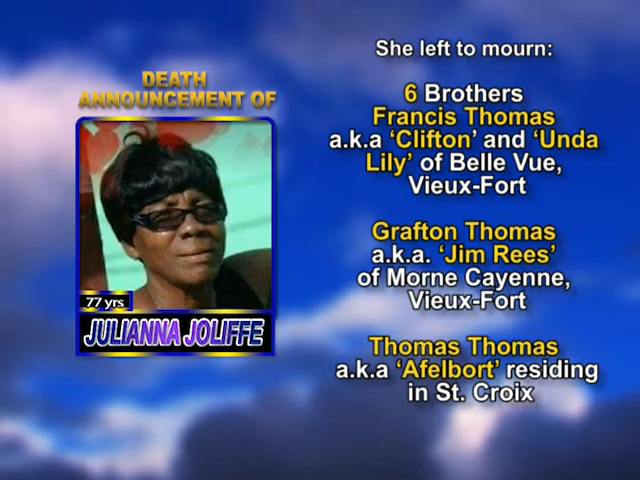 DEATH
ANNOUNCEMENT OF
77 yrs
JULIANNA JOLIFFE
She left to mourn:
6 Brothers
Francis Thomas
a.k.a 'Clifton' and 'Unda
Lily' of Belle Vue,
Vieux-Fort
Grafton Thomas
a.k.a. 'Jim Rees'
of Morne Cayenne,
Vieux-Fort
Thomas Thomas
a.k.a 'Afelbort' residing
in St. Croix